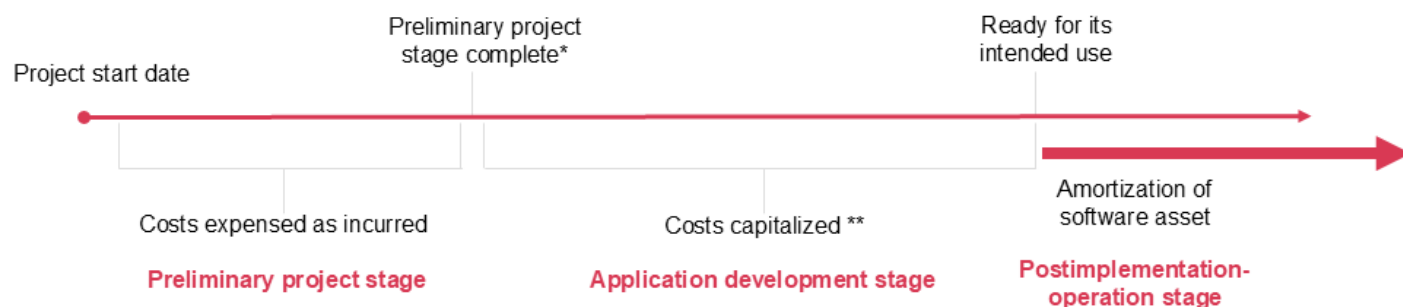 Project start date
Preliminary project
stage complete*
Ready for its
intended use
Costs expensed as incurred
Costs capitalized **
Amortization of
software asset
Preliminary project stage
Application development stage
Postimplementation-
operation stage